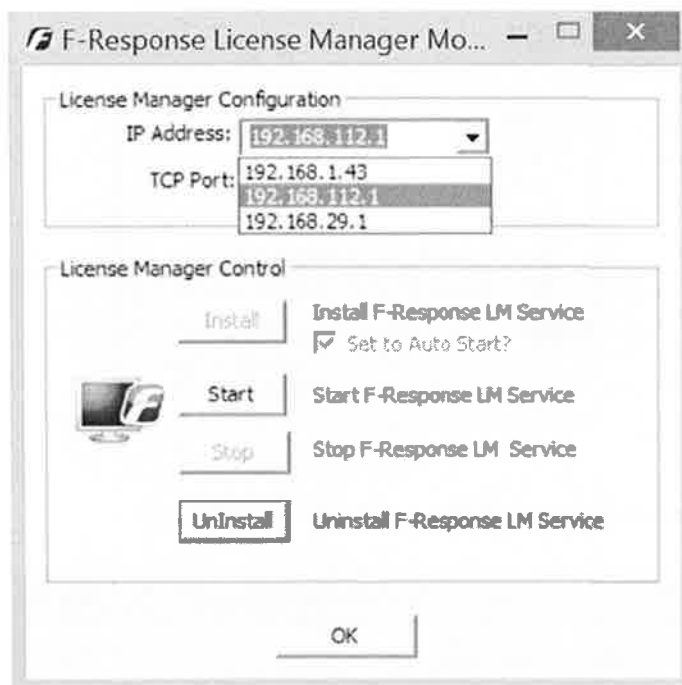 F-Response License Manager Mo...
License Manager Configuration
IP Address: 192.168.112.1
TCP Port:
192.168.1.43
192.168.112.1
192.168.29.1
License Manager Control
Install Install F-Response LM Service
Set to Auto Start?
Start Start F-Response LM Service
Stop Stop F-Response LM Service
UnInstall Uninstall F-Response LM Service
OK